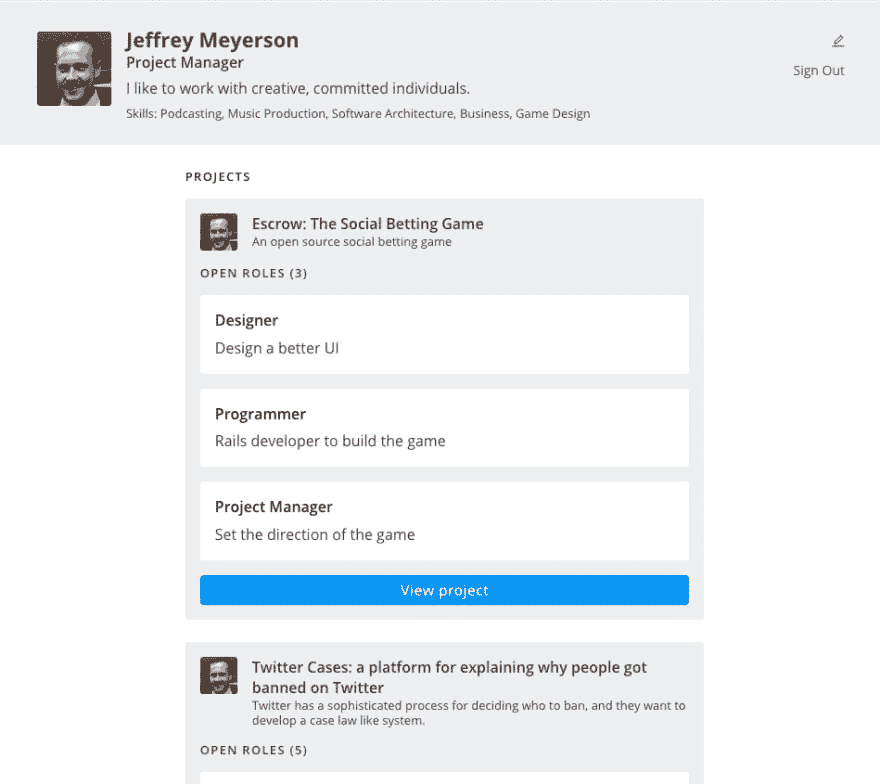 Jeffrey Meyerson
Project Manager
I like to work with creative, committed individuals.
Skills: Podcasting, Music Production, Software Architecture, Business, Game Design
Sign Out
PROJECTS
Escrow: The Social Betting Game
An open source social betting game
OPEN ROLES (3)
Designer
Design a better UI
Programmer
Rails developer to build the game
Project Manager
Set the direction of the game
View project
Twitter Cases: a platform for explaining why people got
banned on Twitter
Twitter has a sophisticated process for deciding who to ban, and they want to
develop a case law like system.
OPEN ROLES (5)